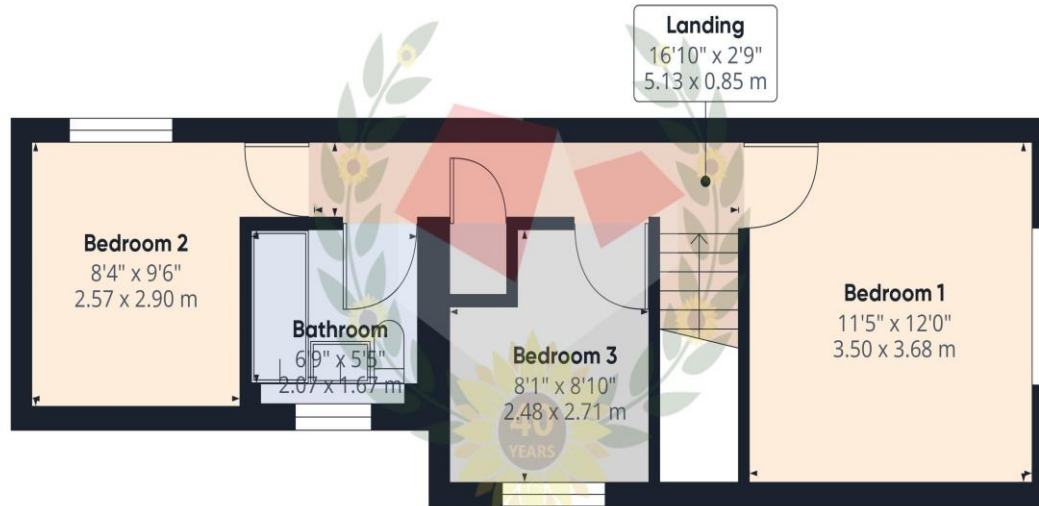 Landing
16'10" x 2'9"
5.13 x 0.85 m
Bedroom 2
8'4" x 9'6"
2.57 x 2.90 m
Bathroom
6'9" x 5'5"
2.07 x 1.67 m
Bedroom 3
8'1" x 8'10"
2.48 x 2.71 m
Bedroom 1
11'5" x 12'0"
3.50 x 3.68 m
40
YEARS